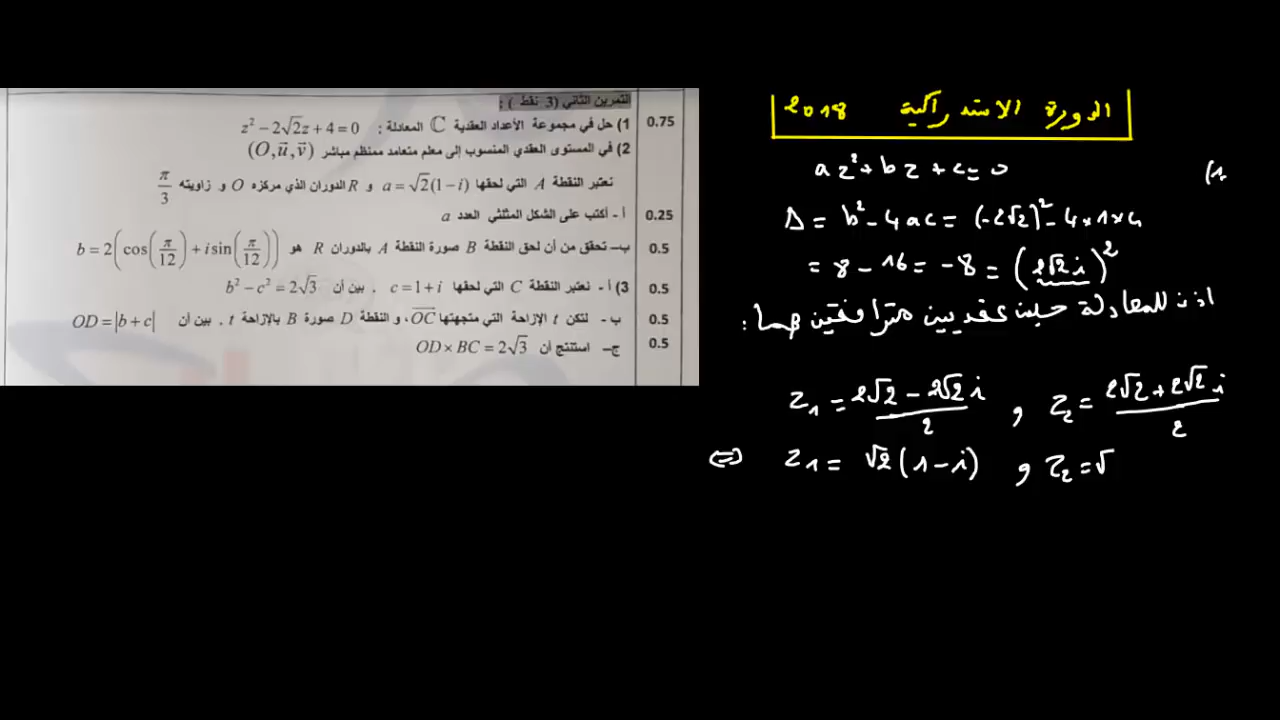 التمرين الثاني (3 نقط) :
0.75 1) حل في مجموعة الأعداد العقدية ℂ المعادلة : z² − 2√2z + 4 = 0
2) في المستوى العقدي المنسوب إلى معلم متعامد ممنظم مباشر (O, u⃗, v⃗)
نعتبر النقطة A التي لحقها a = √2(1 − i) و R الدوران الذي مركزه O و زاويته π/3
0.25 أ - أكتب على الشكل المثلثي العدد a
0.5 ب – تحقق من أن لحق النقطة B صورة النقطة A بالدوران R هو b = 2(cos(π/12) + i sin(π/12))
0.5 3) أ - نعتبر النقطة C التي لحقها c = 1 + i . بين أن b² − c² = 2√3
0.5 ب - لتكن t الإزاحة التي متجهتها OC⃗ و النقطة D صورة B بالإزاحة t . بين أن OD = |b + c|
0.5 ج – استنتج أن OD × BC = 2√3
الدورة الاستدراكية 2018
(1 az² + bz + c = 0
Δ = b² − 4ac = (−2√2)² − 4×1×4
= 8 − 16 = −8 = (2√2 i)²
اذن للمعادلة حلين عقديين مترافقين هما :
z₁ = (2√2 − 2√2 i)/2 , z₂ = (2√2 + 2√2 i)/2
⇔ z₁ = √2(1 − i) , z₂ = √